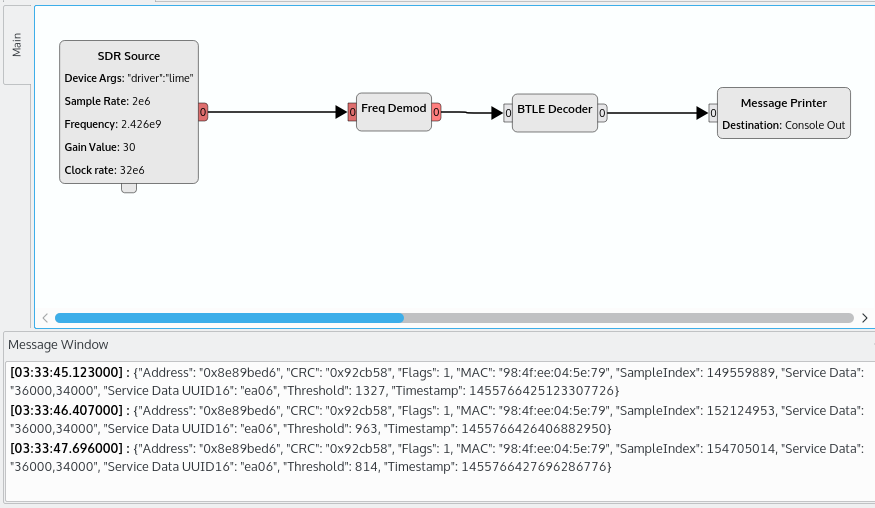 Main
SDR Source
Device Args: "driver":"lime"
Sample Rate: 2e6
Frequency: 2.426e9
Gain Value: 30
Clock rate: 32e6
0
0
Freq Demod
0
0
BTLE Decoder
0
0
Message Printer
Destination: Console Out
Message Window
[03:33:45.123000] : {"Address": "0x8e89bed6", "CRC": "0x92cb58", "Flags": 1, "MAC": "98:4f:ee:04:5e:79", "SampleIndex": 149559889, "Service Data":
"36000,34000", "Service Data UUID16": "ea06", "Threshold": 1327, "Timestamp": 1455766425123307726}
[03:33:46.407000] : {"Address": "0x8e89bed6", "CRC": "0x92cb58", "Flags": 1, "MAC": "98:4f:ee:04:5e:79", "SampleIndex": 152124953, "Service Data":
"36000,34000", "Service Data UUID16": "ea06", "Threshold": 963, "Timestamp": 1455766426406882950}
[03:33:47.696000] : {"Address": "0x8e89bed6", "CRC": "0x92cb58", "Flags": 1, "MAC": "98:4f:ee:04:5e:79", "SampleIndex": 154705014, "Service Data":
"36000,34000", "Service Data UUID16": "ea06", "Threshold": 814, "Timestamp": 1455766427696286776}